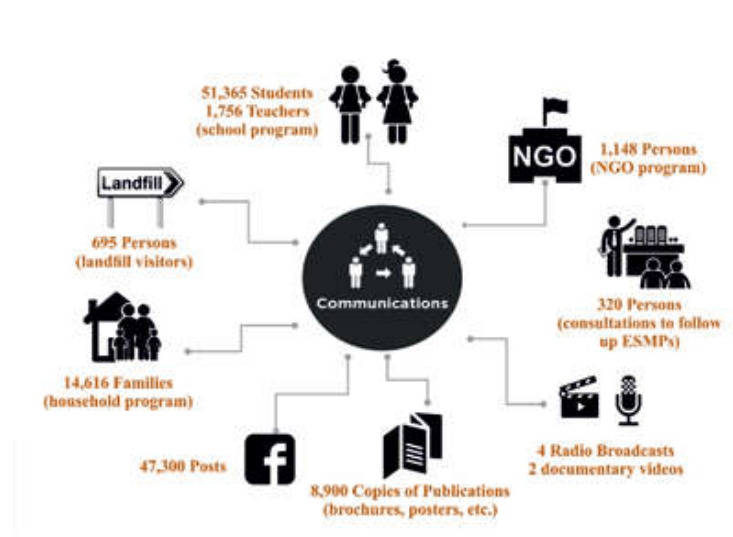 51,365 Students
1,756 Teachers
(school program)
NGO
1,148 Persons
(NGO program)
Landfill
695 Persons
(landfill visitors)
Communications
320 Persons
(consultations to follow
up ESMPs)
14,616 Families
(household program)
4 Radio Broadcasts
2 documentary videos
47,300 Posts
f
8,900 Copies of Publications
(brochures, posters, etc.)